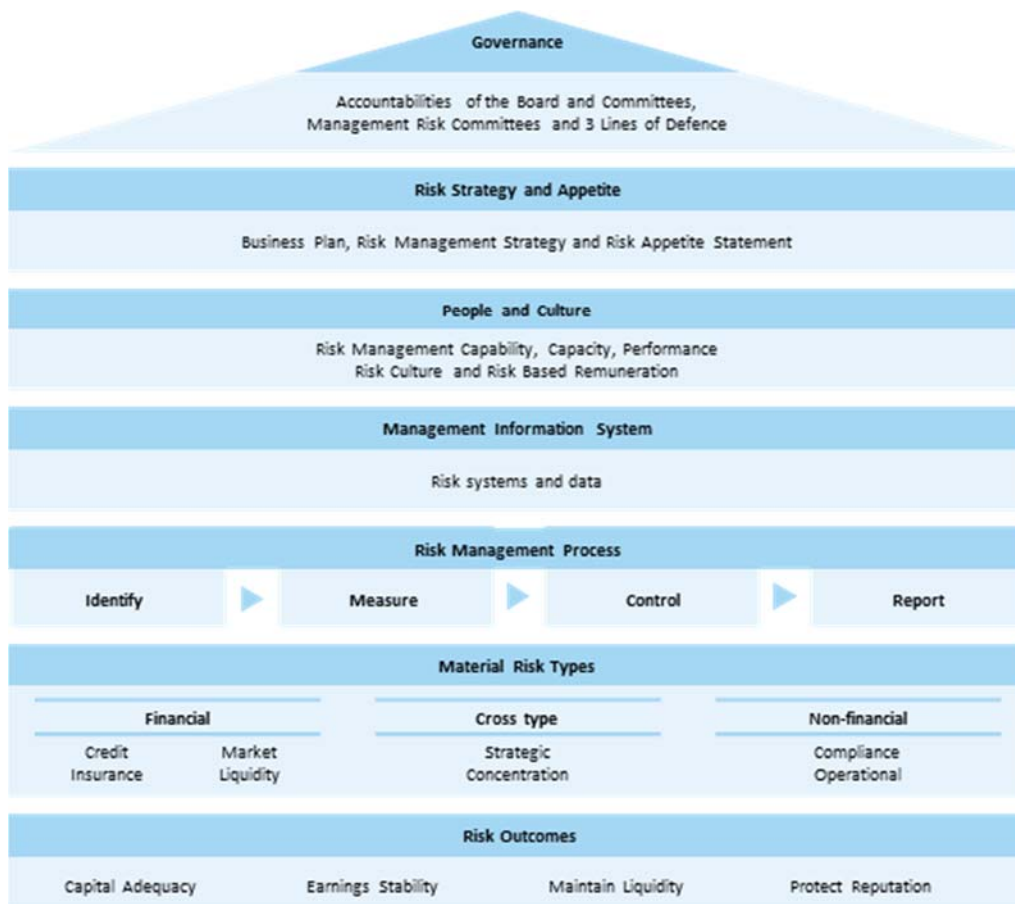 Governance
Accountabilities of the Board and Committees,
Management Risk Committees and 3 Lines of Defence
Risk Strategy and Appetite
Business Plan, Risk Management Strategy and Risk Appetite Statement
People and Culture
Risk Management Capability, Capacity, Performance
Risk Culture and Risk Based Remuneration
Management Information System
Risk systems and data
Risk Management Process
Identify Measure Control Report
Material Risk Types
Financial Cross type Non-financial
Credit Market Strategic Compliance
Insurance Liquidity Concentration Operational
Risk Outcomes
Capital Adequacy Earnings Stability Maintain Liquidity Protect Reputation